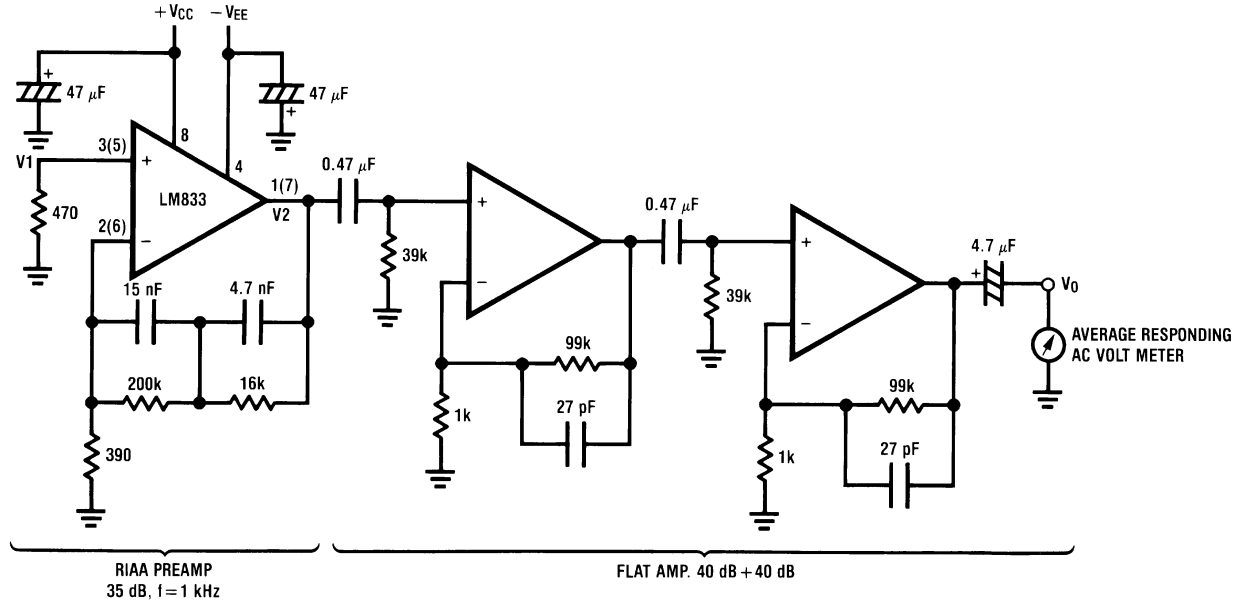 +VCC −VEE
+
47 μF
47 μF
+
8
3(5)
V1
+
4
LM833
1(7)
V2
470
2(6)
−
0.47 μF
+
39k
−
0.47 μF
+
39k
−
4.7 μF
+
VO
AVERAGE RESPONDING
AC VOLT METER
15 nF
4.7 nF
200k
16k
390
99k
27 pF
1k
99k
27 pF
1k
RIAA PREAMP
35 dB, f=1 kHz
FLAT AMP. 40 dB+40 dB